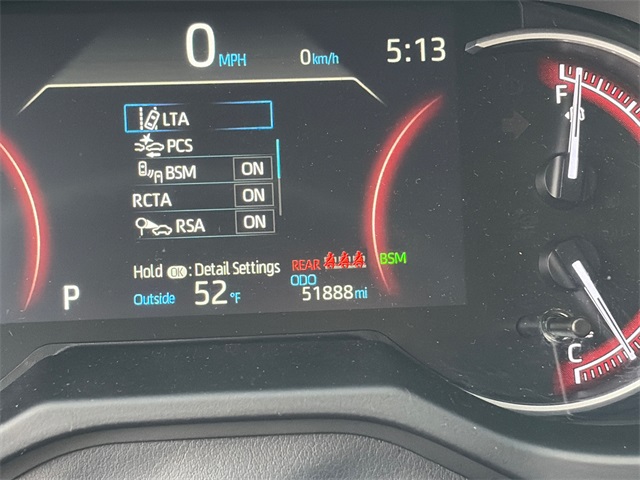 0 MPH 0 km/h 5:13
F
LTA
PCS
BSM ON
RCTA ON
RSA ON
Hold OK : Detail Settings
REAR BSM
ODO
P Outside 52 °F 51888 mi
C